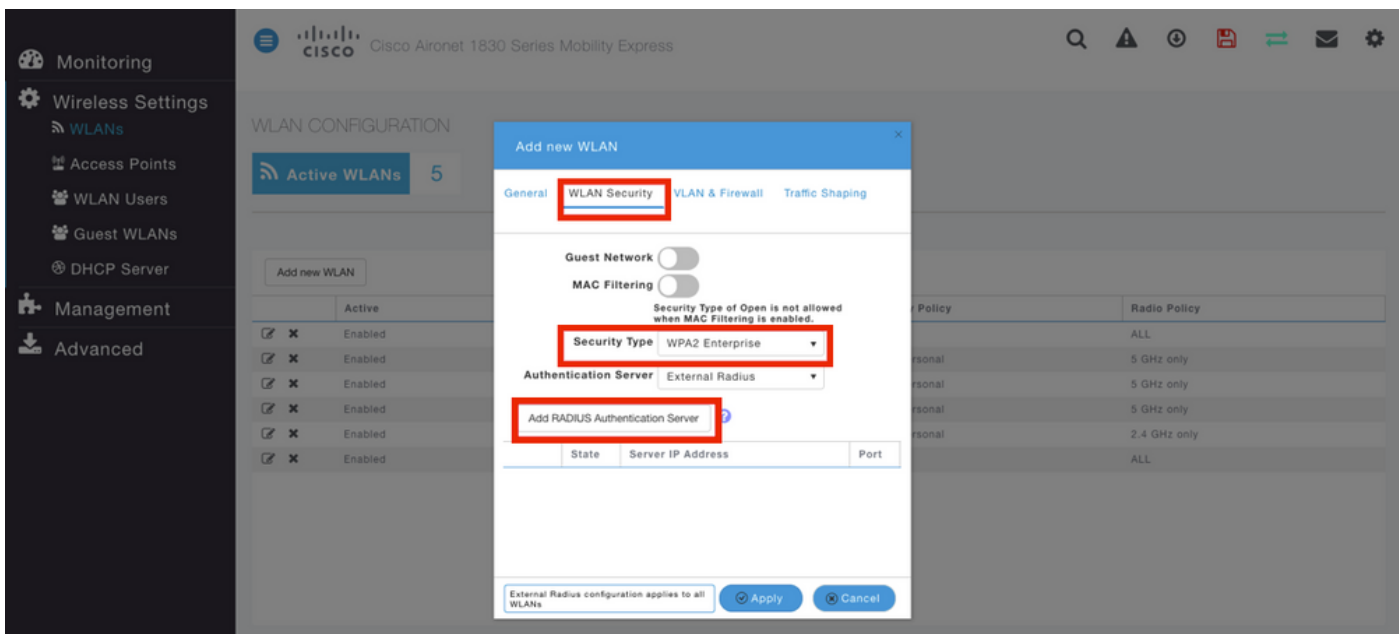 Monitoring
Wireless Settings
WLANs
Access Points
WLAN Users
Guest WLANs
DHCP Server
Management
Advanced
CISCO Cisco Aironet 1830 Series Mobility Express
WLAN CONFIGURATION
Active WLANs 5
Add new WLAN
Active Policy Radio Policy
Enabled ALL
Enabled rsonal 5 GHz only
Enabled rsonal 5 GHz only
Enabled rsonal 5 GHz only
Enabled rsonal 2.4 GHz only
Enabled ALL
Add new WLAN
General WLAN Security VLAN & Firewall Traffic Shaping
Guest Network
MAC Filtering
Security Type of Open is not allowed
when MAC Filtering is enabled.
Security Type WPA2 Enterprise
Authentication Server External Radius
Add RADIUS Authentication Server ?
State Server IP Address Port
External Radius configuration applies to all
WLANs
Apply Cancel